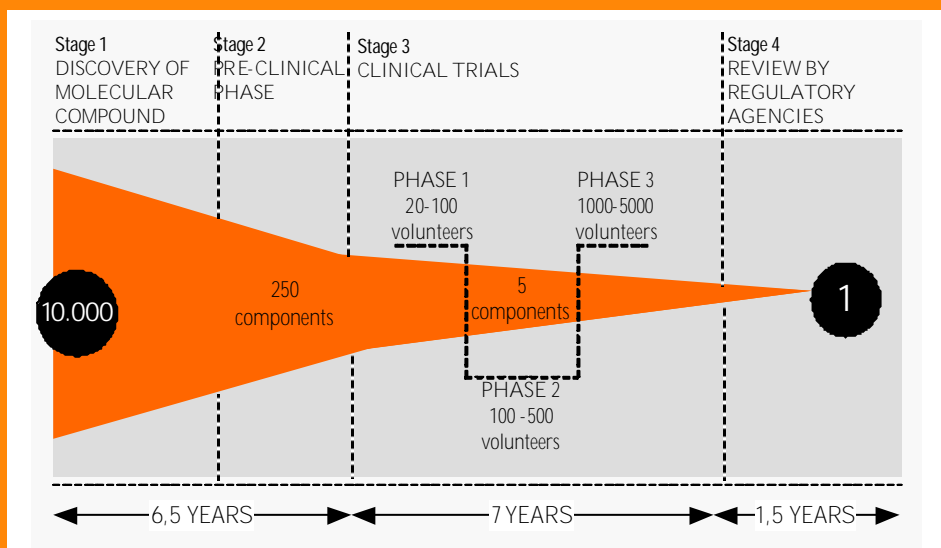 Stage 1
DISCOVERY OF
MOLECULAR
COMPOUND
Stage 2
PRE-CLINICAL
PHASE
Stage 3
CLINICAL TRIALS
Stage 4
REVIEW BY
REGULATORY
AGENCIES
10.000
250
components
PHASE 1
20-100
volunteers
5
components
PHASE 2
100 -500
volunteers
PHASE 3
1000-5000
volunteers
1
6,5 YEARS
7 YEARS
1,5 YEARS